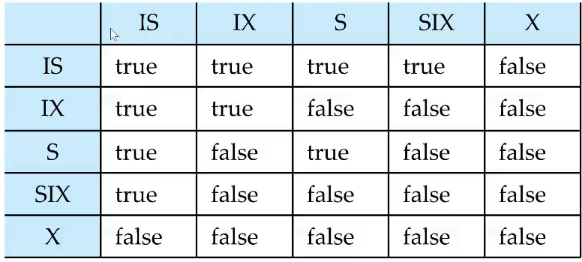 IS IX S SIX X
IS true true true true false
IX true true false false false
S true false true false false
SIX true false false false false
X false false false false false